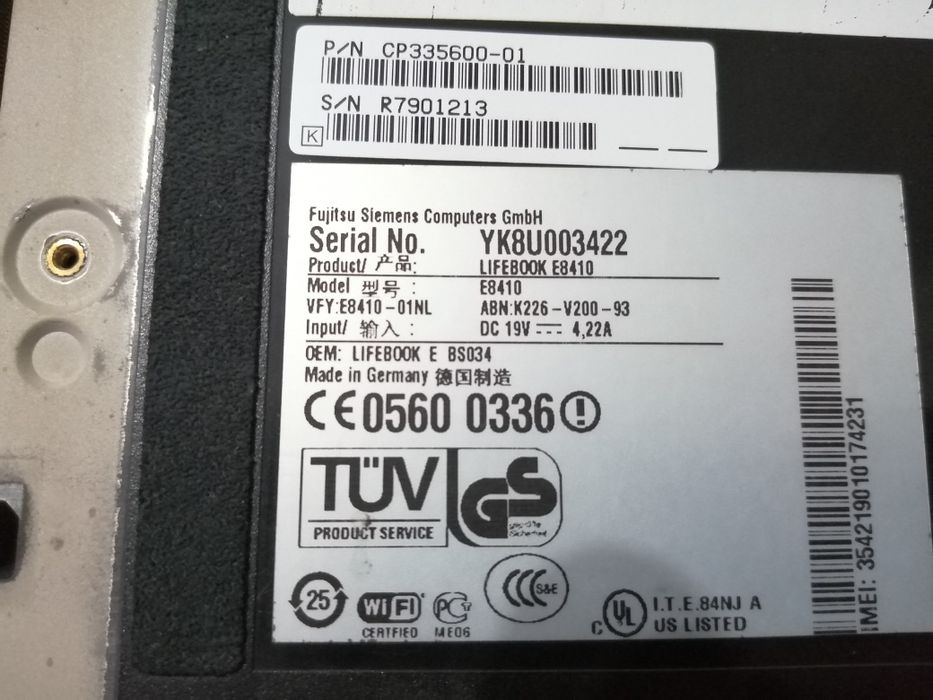 P/N CP335600-01
S/N R7901213
K
Fujitsu Siemens Computers GmbH
Serial No. YK8U003422
Product/ 产品: LIFEBOOK E8410
Model 型号 : E8410
VFY:E8410-01NL ABN:K226-V200-93
Input/ 输入 : DC 19V 4,22A
OEM: LIFEBOOK E BS034
Made in Germany 德国制造
CE0560 0336!
TÜV GS
PRODUCT SERVICE
25
WiFi
CERTIFIED
PC
ME06
S&E
C UL I.T.E.84NJ A
US LISTED
IMEI: 354219010174231